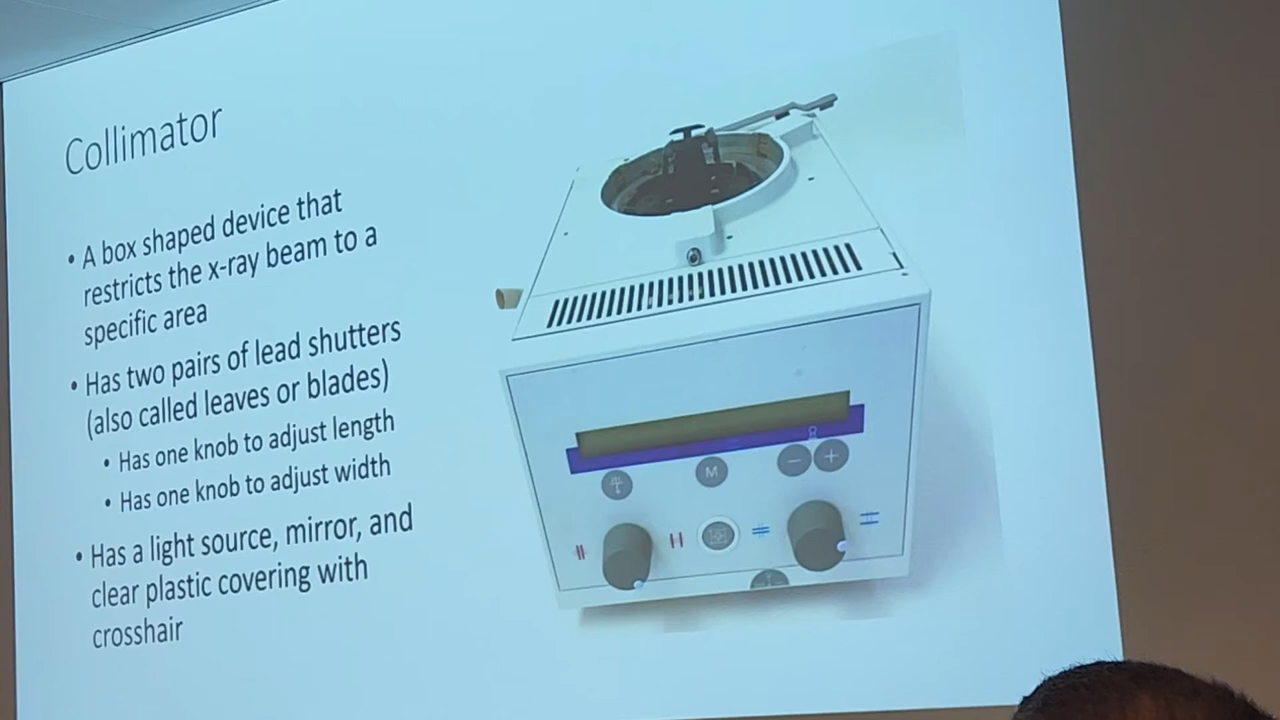 Collimator
• A box shaped device that
restricts the x-ray beam to a
specific area
• Has two pairs of lead shutters
(also called leaves or blades)
• Has one knob to adjust length
• Has one knob to adjust width
• Has a light source, mirror, and
clear plastic covering with
crosshair
M
− +